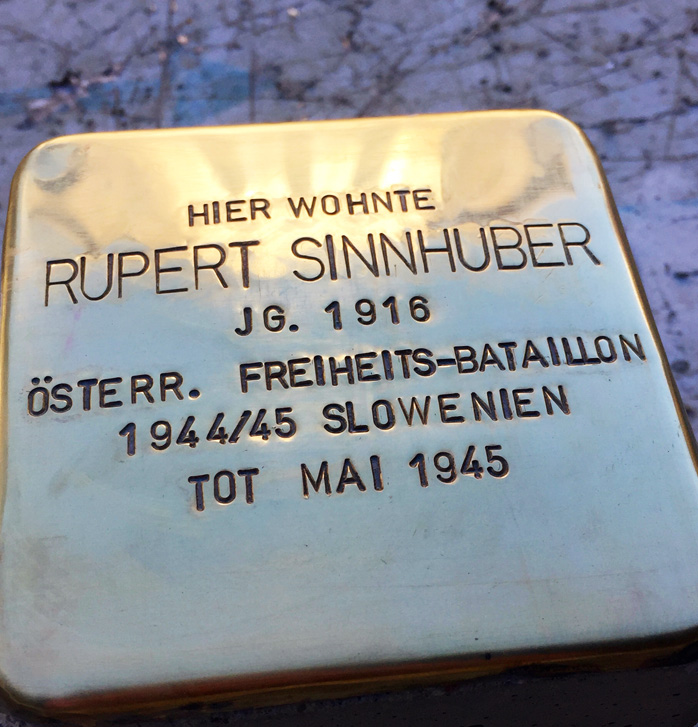 HIER WOHNTE
RUPERT SINNHUBER
JG. 1916
ÖSTERR. FREIHEITS-BATAILLON
1944/45 SLOWENIEN
TOT MAI 1945